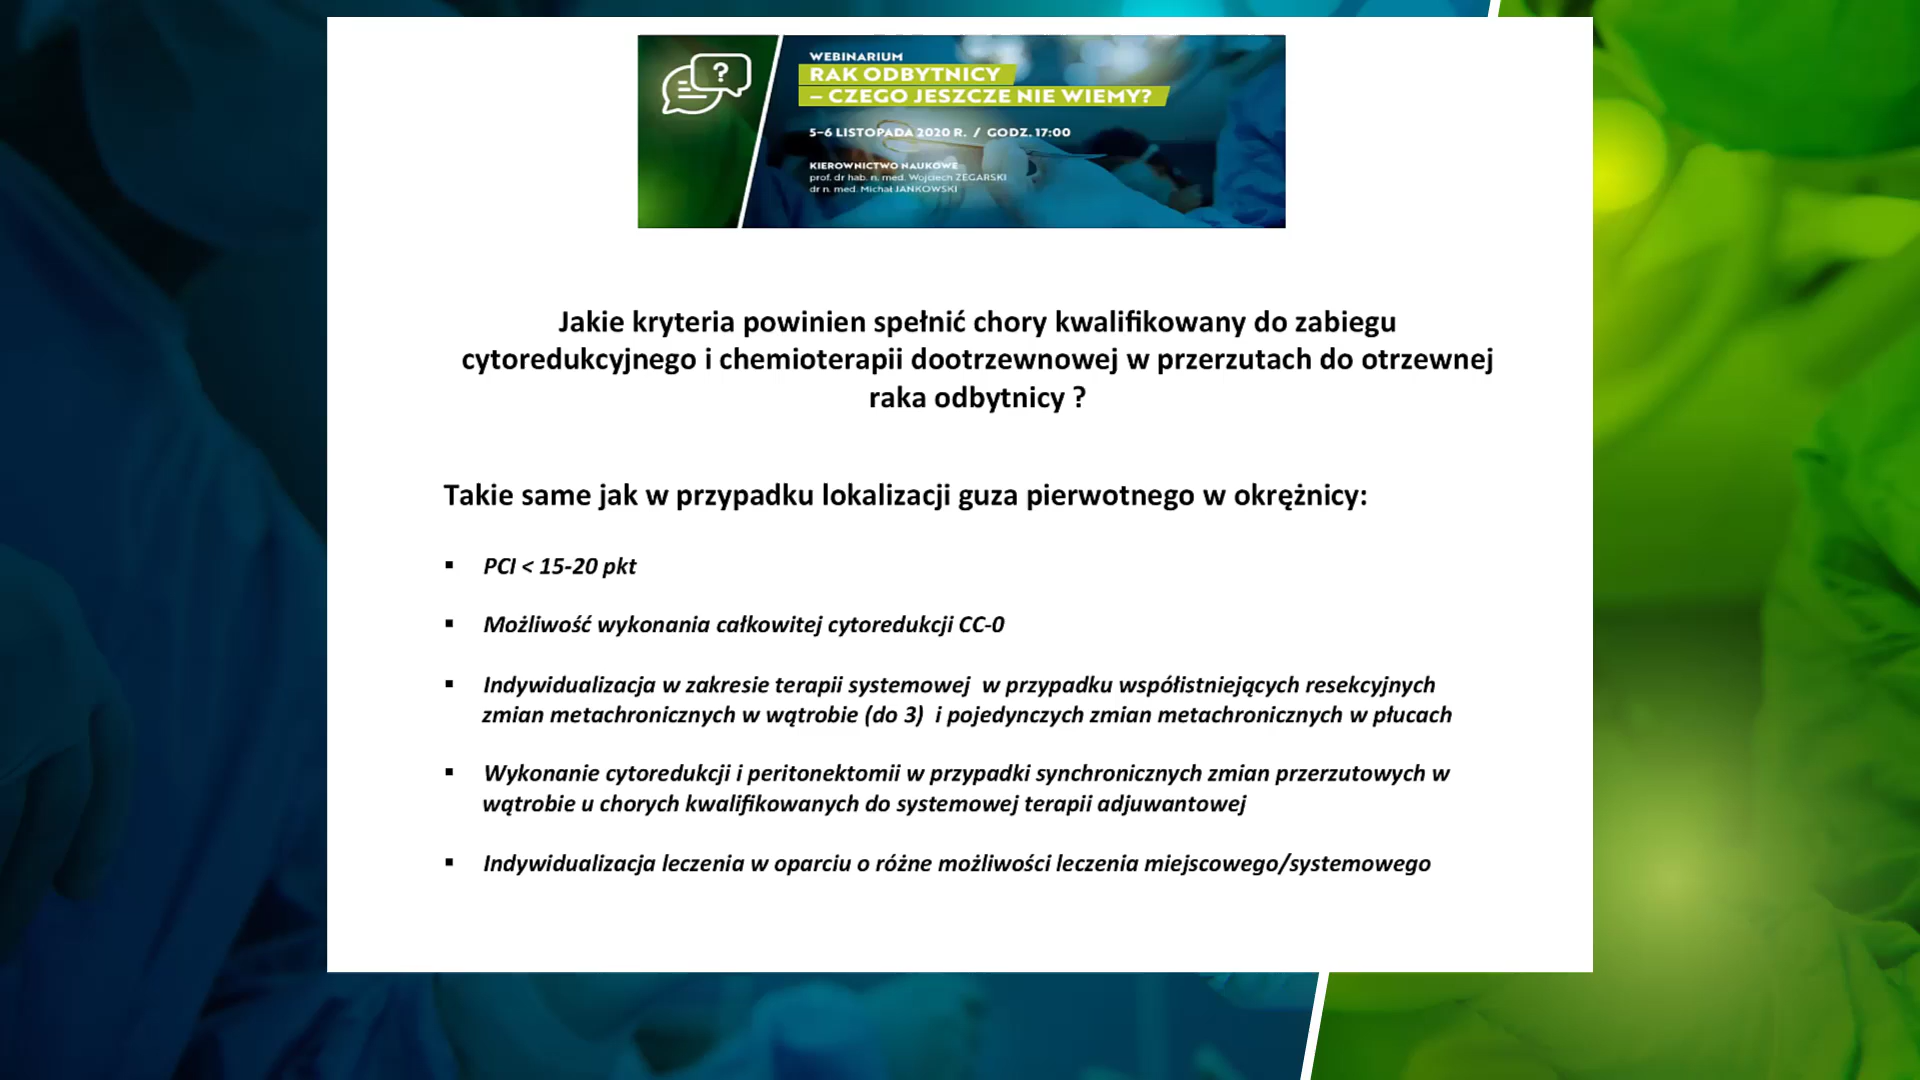 ?
WEBINARIUM
RAK ODBYTNICY
– CZEGO JESZCZE NIE WIEMY?
5–6 LISTOPADA 2020 R. / GODZ. 17:00
KIEROWNICTWO NAUKOWE
prof. dr hab. n. med. Wojciech ZEGARSKI
dr n. med. Michał JANKOWSKI
Jakie kryteria powinien spełnić chory kwalifikowany do zabiegu
cytoredukcyjnego i chemioterapii dootrzewnowej w przerzutach do otrzewnej
raka odbytnicy ?
Takie same jak w przypadku lokalizacji guza pierwotnego w okrężnicy:
▪ PCI < 15-20 pkt
▪ Możliwość wykonania całkowitej cytoredukcji CC-0
▪ Indywidualizacja w zakresie terapii systemowej w przypadku współistniejących resekcyjnych
zmian metachronicznych w wątrobie (do 3) i pojedynczych zmian metachronicznych w płucach
▪ Wykonanie cytoredukcji i peritonektomii w przypadki synchronicznych zmian przerzutowych w
wątrobie u chorych kwalifikowanych do systemowej terapii adjuwantowej
▪ Indywidualizacja leczenia w oparciu o różne możliwości leczenia miejscowego/systemowego